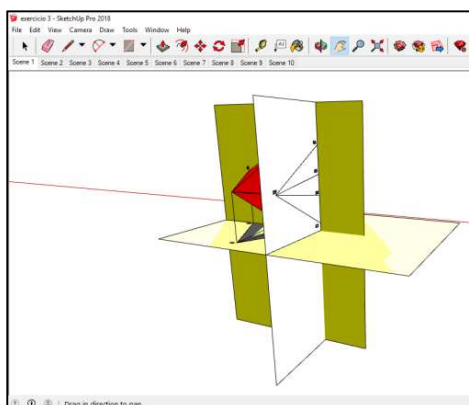 exercicio 3 - SketchUp Pro 2018
File Edit View Camera Draw Tools Window Help
Scene 1 Scene 2 Scene 3 Scene 4 Scene 5 Scene 6 Scene 7 Scene 8 Scene 9 Scene 10
Drag in direction to pan